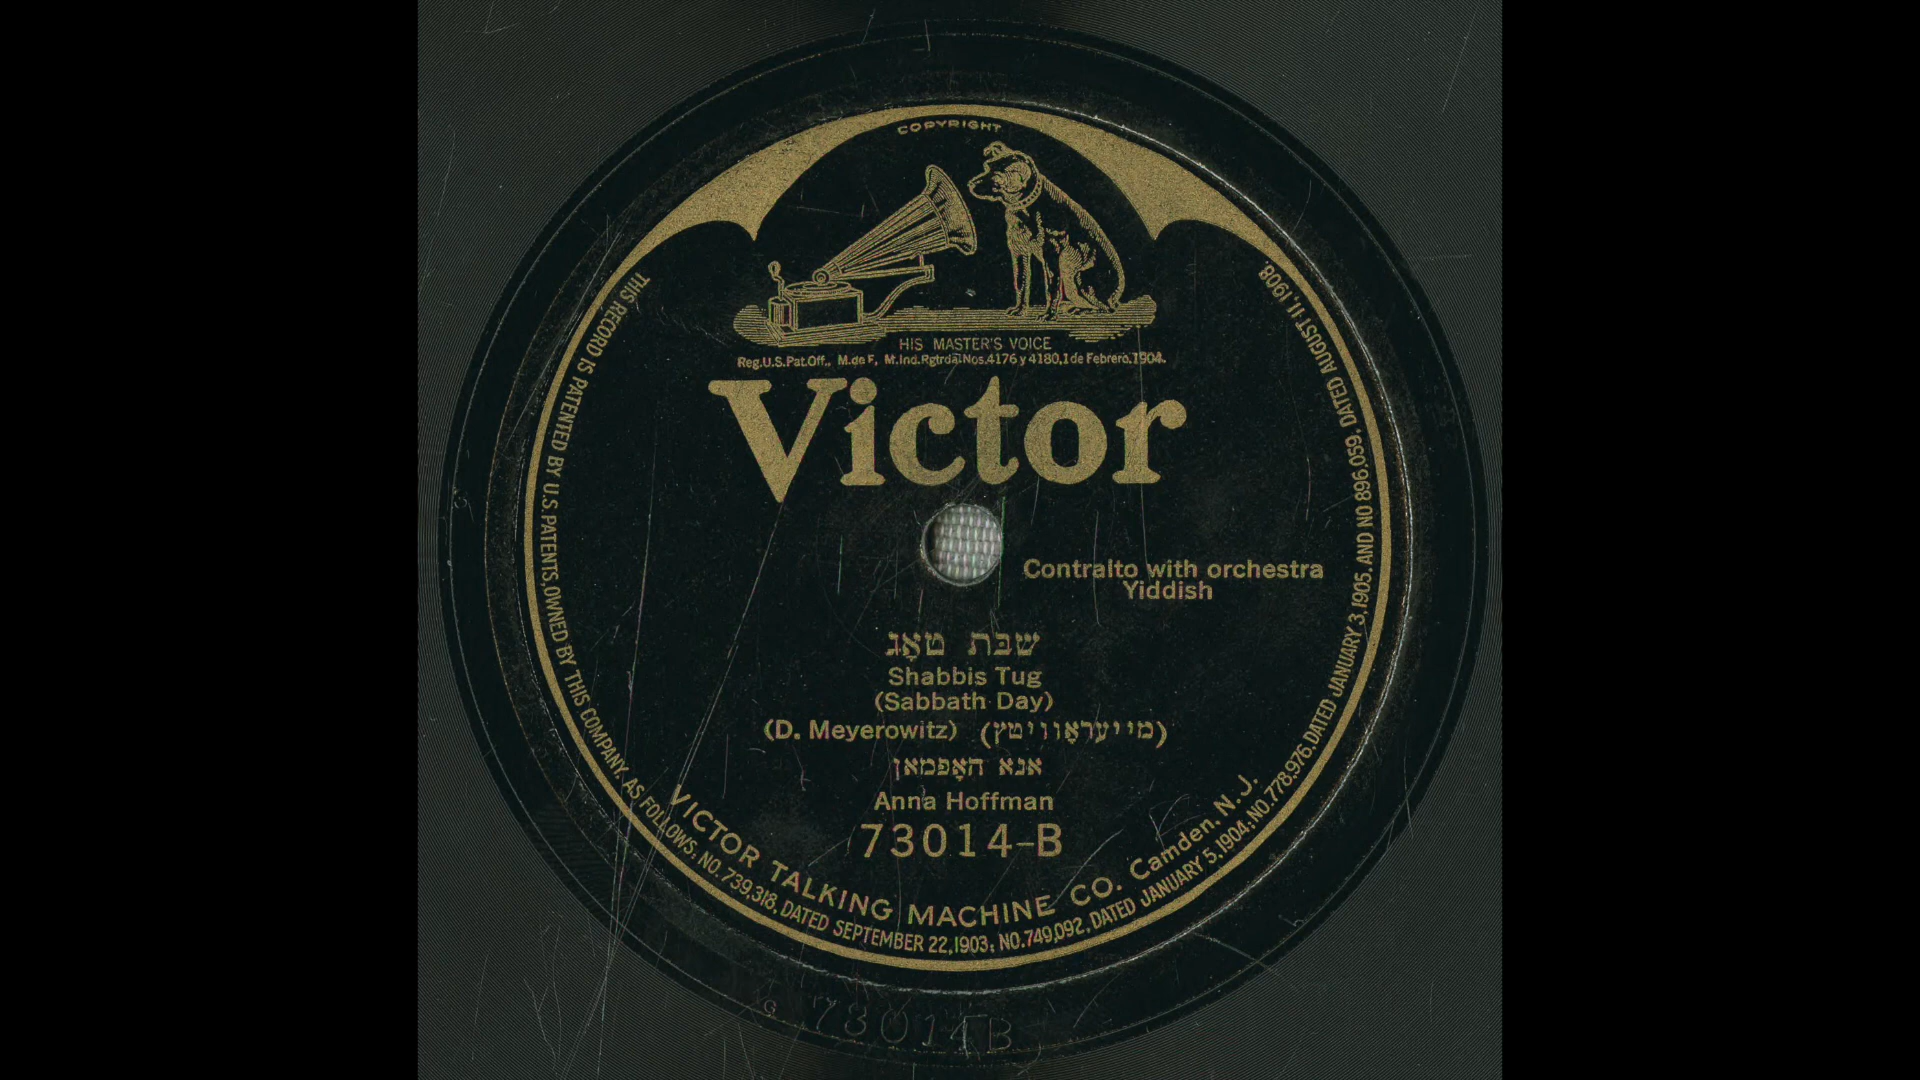 COPYRIGHT
HIS MASTER'S VOICE
Reg.U.S.Pat.Off., M.de F, M.Ind.Rgtrda.Nos.4176 y 4180,1 de Febrero.1904.
Victor
Contralto with orchestra
Yiddish
שבּת טאָג
Shabbis Tug
(Sabbath Day)
(D. Meyerowitz) (מייעראָוויטץ)
אנא האָפמאן
Anna Hoffman
73014-B
VICTOR TALKING MACHINE CO. Camden. N.J.
THIS RECORD IS PATENTED BY U.S. PATENTS, OWNED BY THIS COMPANY. AS FOLLOWS: NO. 739,318, DATED SEPTEMBER 22,1903; NO. 749,092, DATED JANUARY 5,1904; NO. 778,976, DATED JANUARY 3,1905. AND NO 896,059, DATED AUGUST 11,1908.
G 73014B